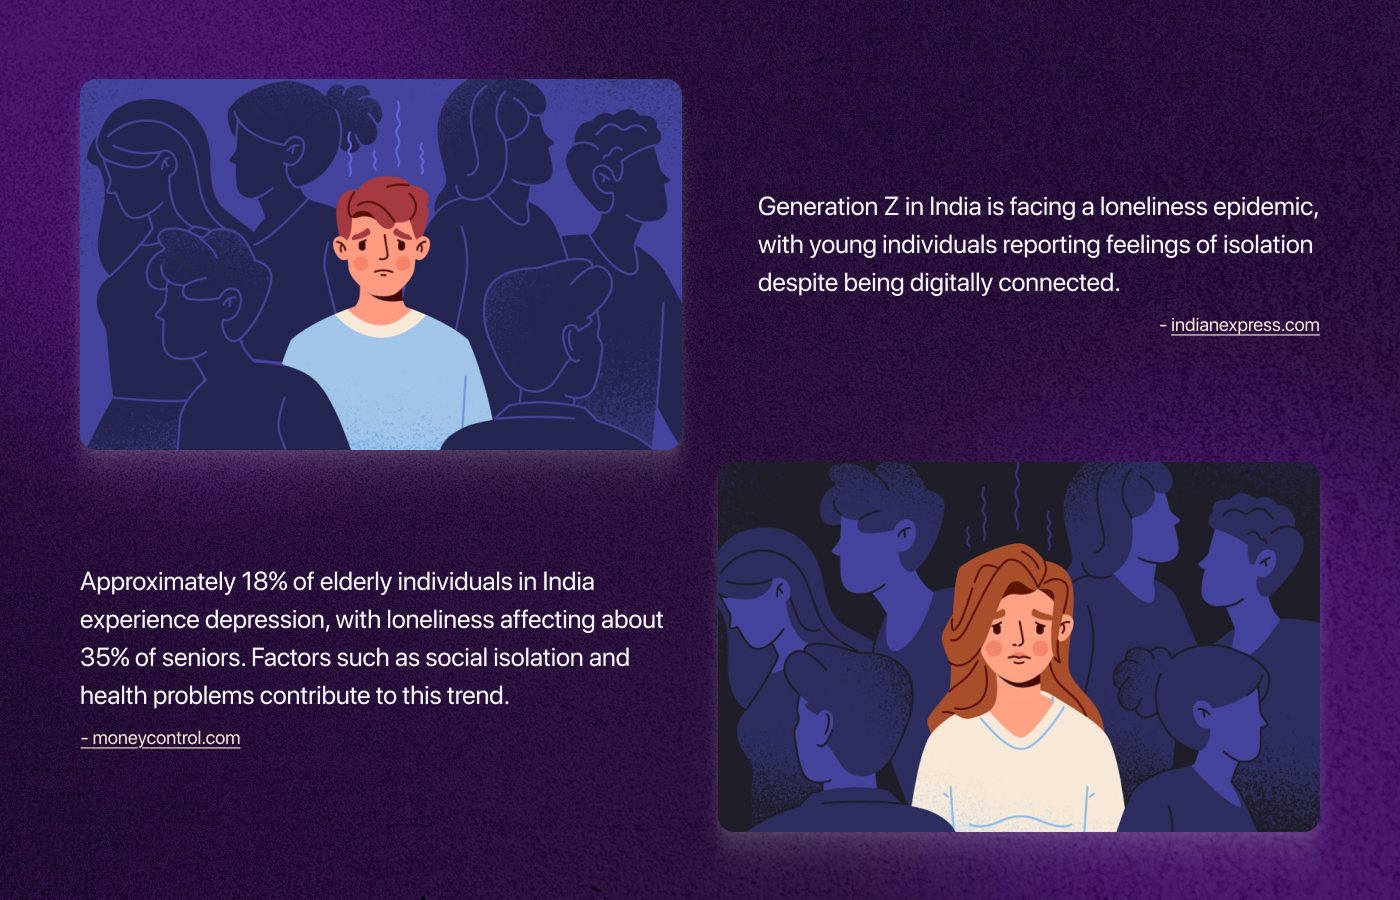 Generation Z in India is facing a loneliness epidemic,
with young individuals reporting feelings of isolation
despite being digitally connected.
- indianexpress.com
Approximately 18% of elderly individuals in India
experience depression, with loneliness affecting about
35% of seniors. Factors such as social isolation and
health problems contribute to this trend.
- moneycontrol.com